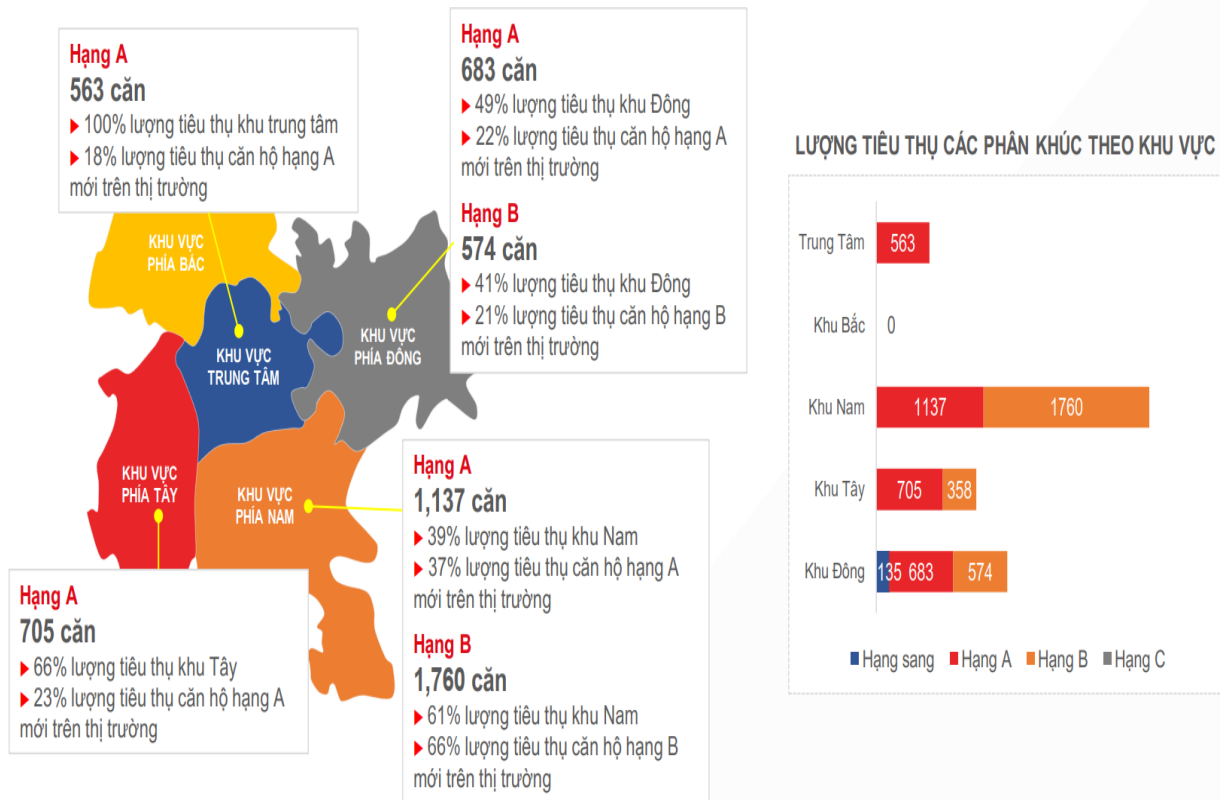 Hạng A
563 căn
▶ 100% lượng tiêu thụ khu trung tâm
▶ 18% lượng tiêu thụ căn hộ hạng A
mới trên thị trường
Hạng A
683 căn
▶ 49% lượng tiêu thụ khu Đông
▶ 22% lượng tiêu thụ căn hộ hạng A
mới trên thị trường
Hạng B
574 căn
▶ 41% lượng tiêu thụ khu Đông
▶ 21% lượng tiêu thụ căn hộ hạng B
mới trên thị trường
KHU VỰC
PHÍA BẮC
KHU VỰC
TRUNG TÂM
KHU VỰC
PHÍA ĐÔNG
KHU VỰC
PHÍA TÂY
KHU VỰC
PHÍA NAM
Hạng A
705 căn
▶ 66% lượng tiêu thụ khu Tây
▶ 23% lượng tiêu thụ căn hộ hạng A
mới trên thị trường
Hạng A
1,137 căn
▶ 39% lượng tiêu thụ khu Nam
▶ 37% lượng tiêu thụ căn hộ hạng A
mới trên thị trường
Hạng B
1,760 căn
▶ 61% lượng tiêu thụ khu Nam
▶ 66% lượng tiêu thụ căn hộ hạng B
mới trên thị trường
LƯỢNG TIÊU THỤ CÁC PHÂN KHÚC THEO KHU VỰC
Trung Tâm 563
Khu Bắc 0
Khu Nam 1137 1760
Khu Tây 705 358
Khu Đông 135 683 574
Hạng sang Hạng A Hạng B Hạng C